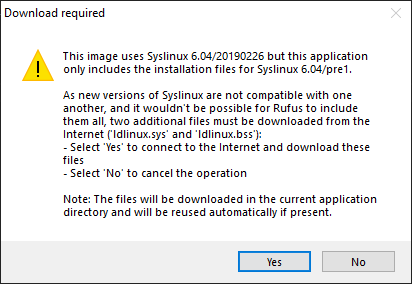 Download required
This image uses Syslinux 6.04/20190226 but this application
only includes the installation files for Syslinux 6.04/pre1.
As new versions of Syslinux are not compatible with one
another, and it wouldn't be possible for Rufus to include
them all, two additional files must be downloaded from the
Internet ('ldlinux.sys' and 'ldlinux.bss'):
- Select 'Yes' to connect to the Internet and download these
files
- Select 'No' to cancel the operation
Note: The files will be downloaded in the current application
directory and will be reused automatically if present.
Yes
No